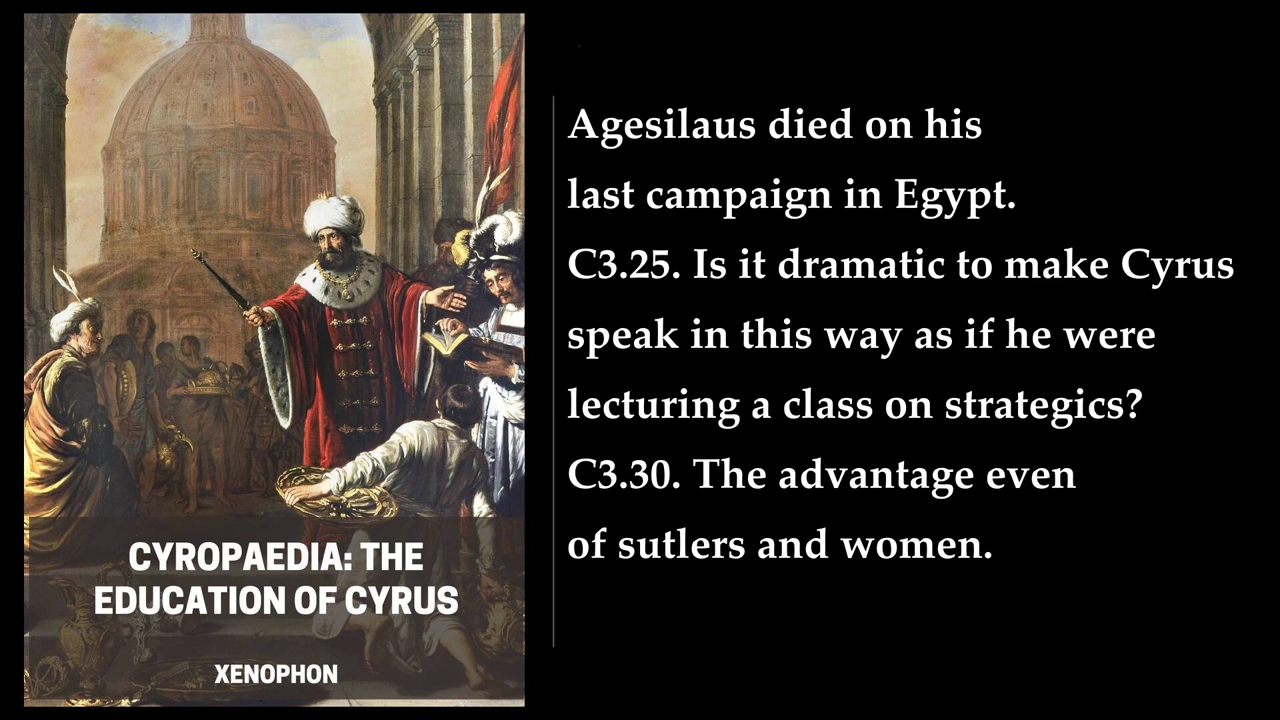 CYROPAEDIA: THE
EDUCATION OF CYRUS
XENOPHON
Agesilaus died on his
last campaign in Egypt.
C3.25. Is it dramatic to make Cyrus
speak in this way as if he were
lecturing a class on strategics?
C3.30. The advantage even
of sutlers and women.